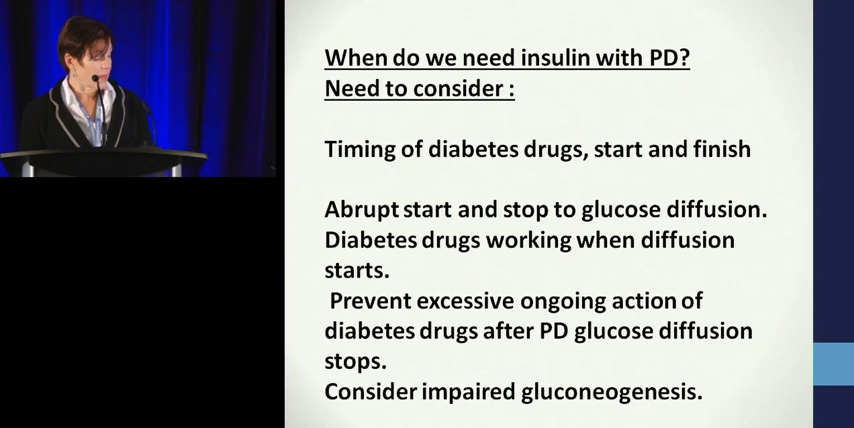 When do we need insulin with PD?
Need to consider :
Timing of diabetes drugs, start and finish
Abrupt start and stop to glucose diffusion.
Diabetes drugs working when diffusion
starts.
Prevent excessive ongoing action of
diabetes drugs after PD glucose diffusion
stops.
Consider impaired gluconeogenesis.